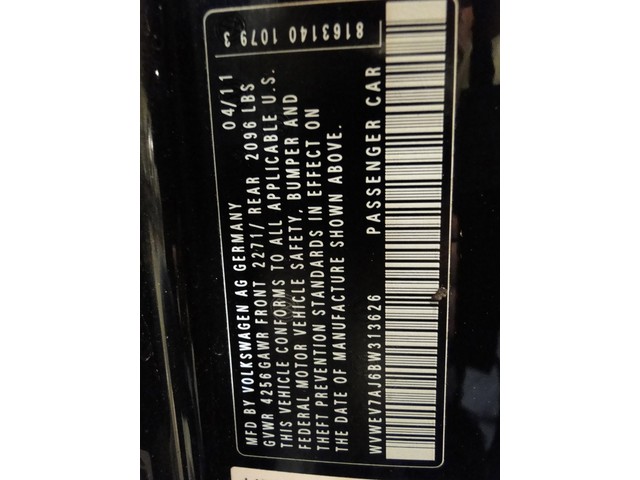 MFD BY VOLKSWAGEN AG GERMANY 04/11
GVWR 4256GAWR FRONT 2271/ REAR 2096 LBS
THIS VEHICLE CONFORMS TO ALL APPLICABLE U.S.
FEDERAL MOTOR VEHICLE SAFETY, BUMPER AND
THEFT PREVENTION STANDARDS IN EFFECT ON
THE DATE OF MANUFACTURE SHOWN ABOVE.
WVWEV7AJ6BW313626 PASSENGER CAR
8163140 1079 3